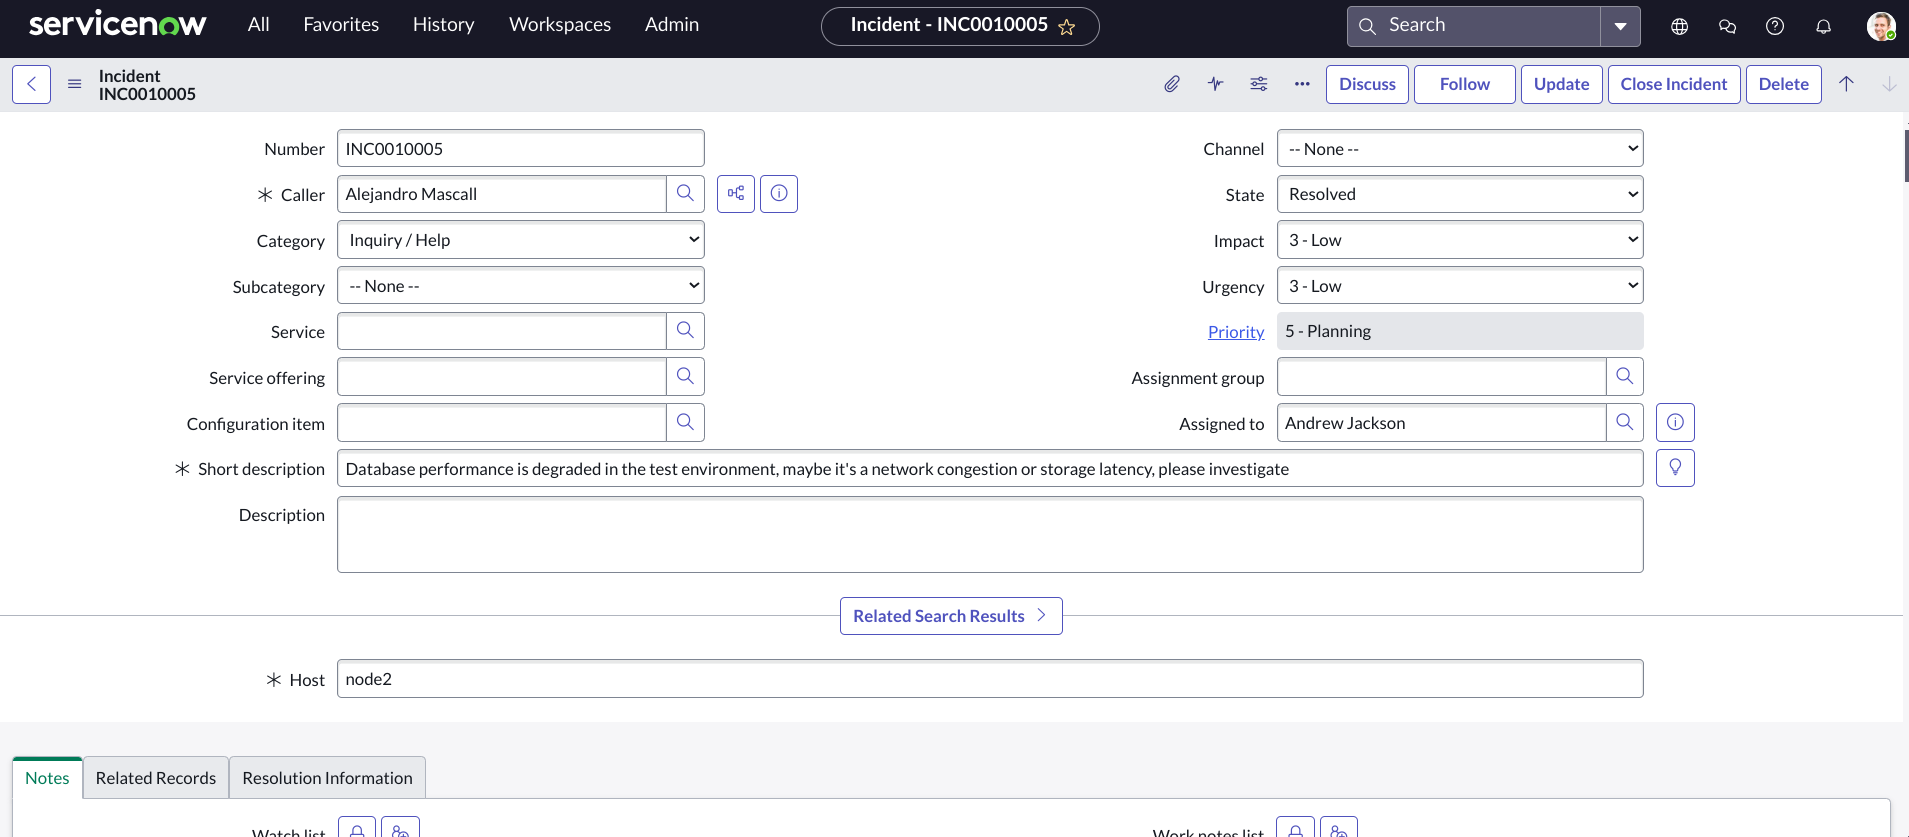 servicenow All Favorites History Workspaces Admin Incident - INC0010005 Search
Incident
INC0010005
Discuss Follow Update Close Incident Delete
Number INC0010005 Channel -- None --
Caller Alejandro Mascall State Resolved
Category Inquiry / Help Impact 3 - Low
Subcategory -- None -- Urgency 3 - Low
Service Priority 5 - Planning
Service offering Assignment group
Configuration item Assigned to Andrew Jackson
Short description Database performance is degraded in the test environment, maybe it's a network congestion or storage latency, please investigate
Description
Related Search Results
Host node2
Notes Related Records Resolution Information
Watch list Work notes list